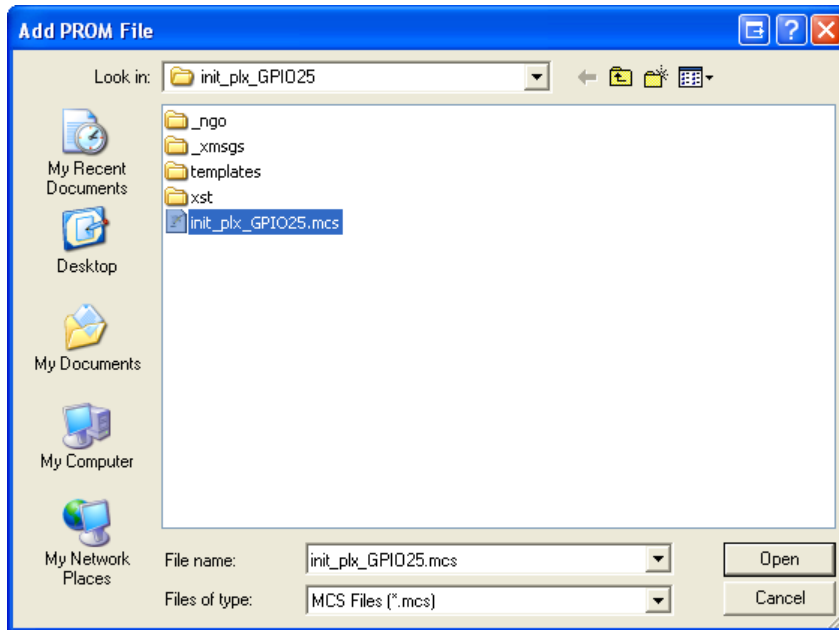 Add PROM File
Look in: init_plx_GPIO25
_ngo
_xmsgs
templates
xst
init_plx_GPIO25.mcs
My Recent
Documents
Desktop
My Documents
My Computer
My Network
Places
File name: init_plx_GPIO25.mcs Open
Files of type: MCS Files (*.mcs) Cancel